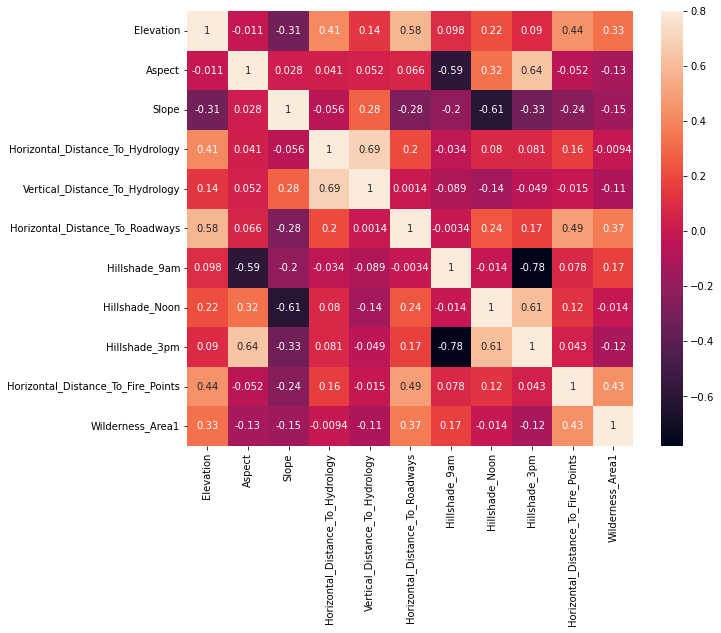 Elevation 1 -0.011 -0.31 0.41 0.14 0.58 0.098 0.22 0.09 0.44 0.33
Aspect -0.011 1 0.028 0.041 0.052 0.066 -0.59 0.32 0.64 -0.052 -0.13
Slope -0.31 0.028 1 -0.056 0.28 -0.28 -0.2 -0.61 -0.33 -0.24 -0.15
Horizontal_Distance_To_Hydrology 0.41 0.041 -0.056 1 0.69 0.2 -0.034 0.08 0.081 0.16 -0.0094
Vertical_Distance_To_Hydrology 0.14 0.052 0.28 0.69 1 0.0014 -0.089 -0.14 -0.049 -0.015 -0.11
Horizontal_Distance_To_Roadways 0.58 0.066 -0.28 0.2 0.0014 1 -0.0034 0.24 0.17 0.49 0.37
Hillshade_9am 0.098 -0.59 -0.2 -0.034 -0.089 -0.0034 1 -0.014 -0.78 0.078 0.17
Hillshade_Noon 0.22 0.32 -0.61 0.08 -0.14 0.24 -0.014 1 0.61 0.12 -0.014
Hillshade_3pm 0.09 0.64 -0.33 0.081 -0.049 0.17 -0.78 0.61 1 0.043 -0.12
Horizontal_Distance_To_Fire_Points 0.44 -0.052 -0.24 0.16 -0.015 0.49 0.078 0.12 0.043 1 0.43
Wilderness_Area1 0.33 -0.13 -0.15 -0.0094 -0.11 0.37 0.17 -0.014 -0.12 0.43 1
Elevation
Aspect
Slope
Horizontal_Distance_To_Hydrology
Vertical_Distance_To_Hydrology
Horizontal_Distance_To_Roadways
Hillshade_9am
Hillshade_Noon
Hillshade_3pm
Horizontal_Distance_To_Fire_Points
Wilderness_Area1
0.8
0.6
0.4
0.2
0.0
−0.2
−0.4
−0.6